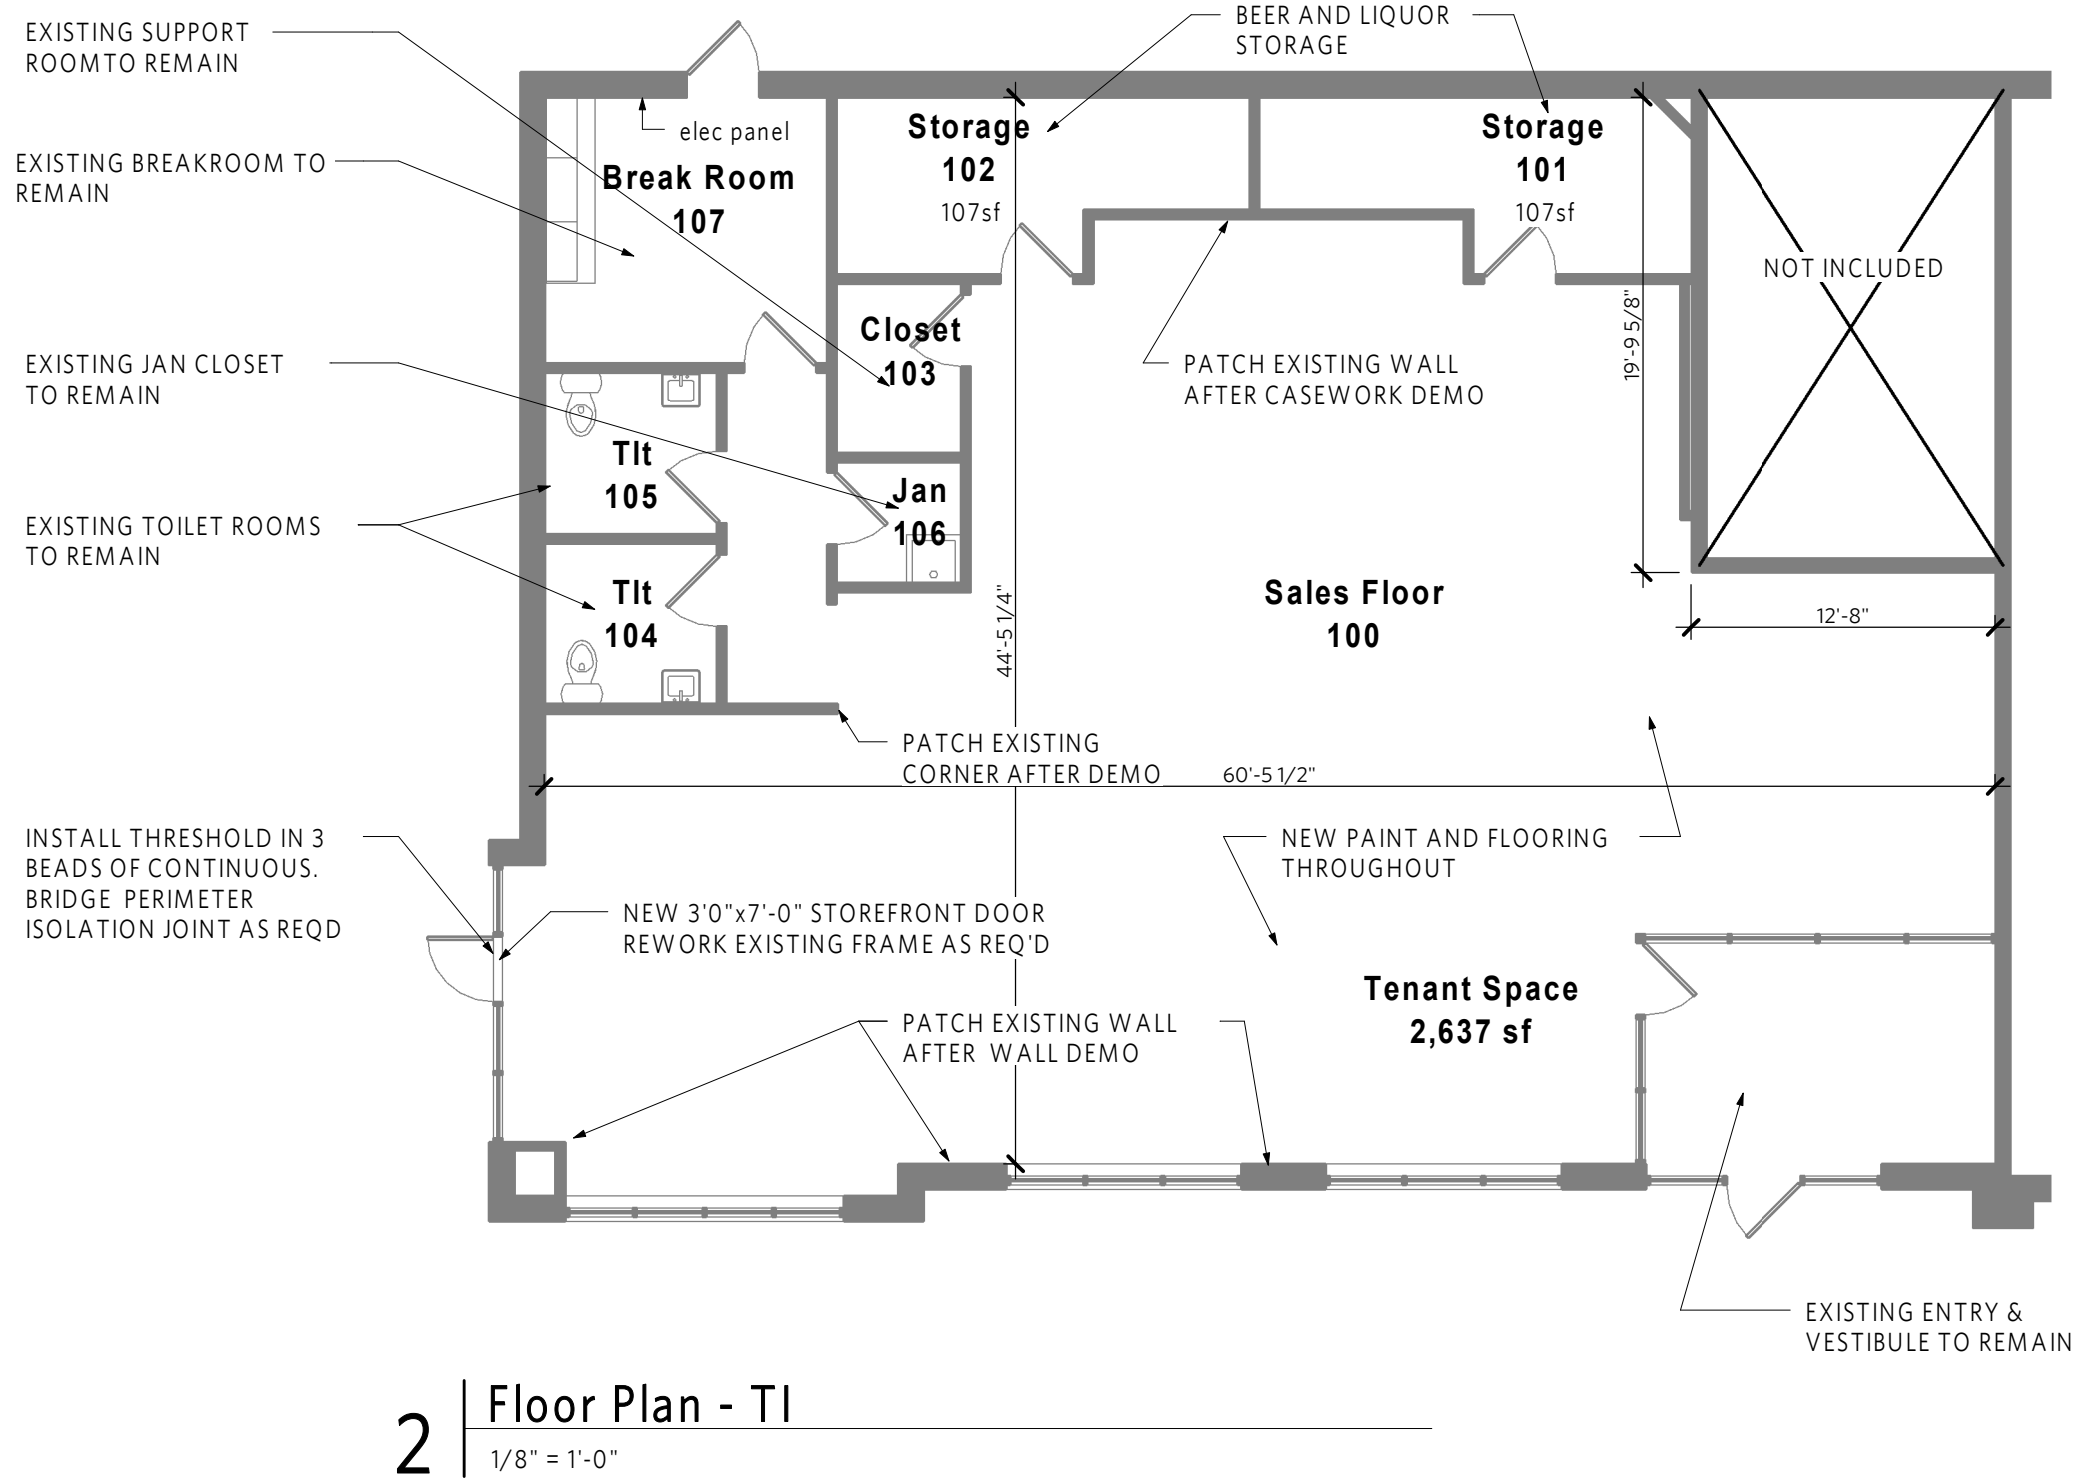 EXISTING SUPPORT
ROOMTO REMAIN
BEER AND LIQUOR
STORAGE
elec panel
Storage
102
107sf
Storage
101
107sf
EXISTING BREAKROOM TO
REMAIN
Break Room
107
NOT INCLUDED
19'-9 5/8"
Closet
103
EXISTING JAN CLOSET
TO REMAIN
PATCH EXISTING WALL
AFTER CASEWORK DEMO
Tlt
105
Jan
106
EXISTING TOILET ROOMS
TO REMAIN
Tlt
104
44'-5 1/4"
Sales Floor
100
12'-8"
PATCH EXISTING
CORNER AFTER DEMO
60'-5 1/2"
INSTALL THRESHOLD IN 3
BEADS OF CONTINUOUS.
BRIDGE PERIMETER
ISOLATION JOINT AS REQD
NEW PAINT AND FLOORING
THROUGHOUT
NEW 3'0"x7'-0" STOREFRONT DOOR
REWORK EXISTING FRAME AS REQ'D
Tenant Space
2,637 sf
PATCH EXISTING WALL
AFTER WALL DEMO
EXISTING ENTRY &
VESTIBULE TO REMAIN
2
Floor Plan - TI
1/8" = 1'-0"